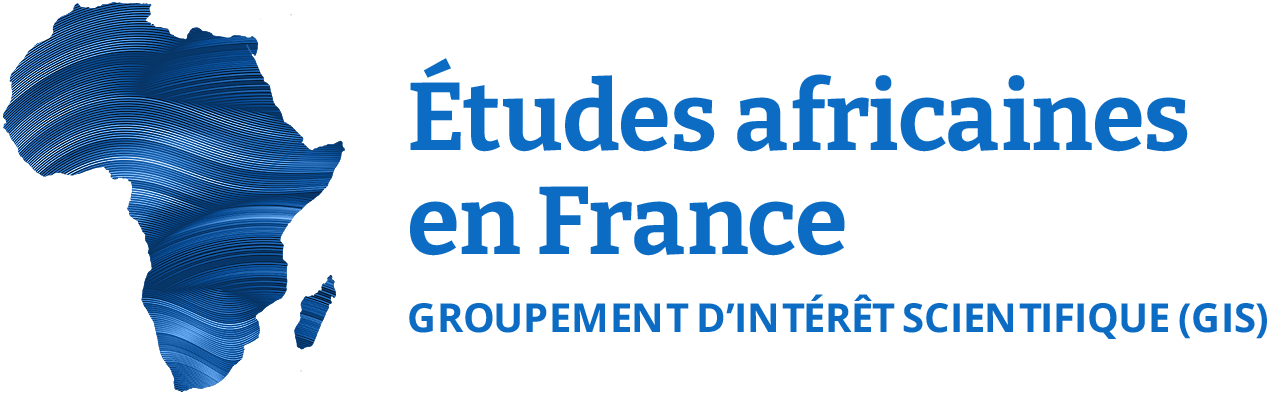 Études africaines
en France
GROUPEMENT D’INTÉRÊT SCIENTIFIQUE (GIS)